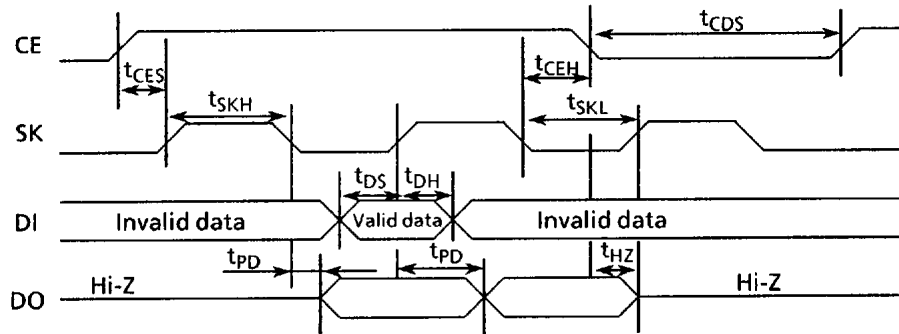 CE
tCDS
tCES
tCEH
tSKH
tSKL
SK
tDS
tDH
DI
Invalid data
Valid data
Invalid data
tPD
tPD
tHZ
DO
Hi-Z
Hi-Z